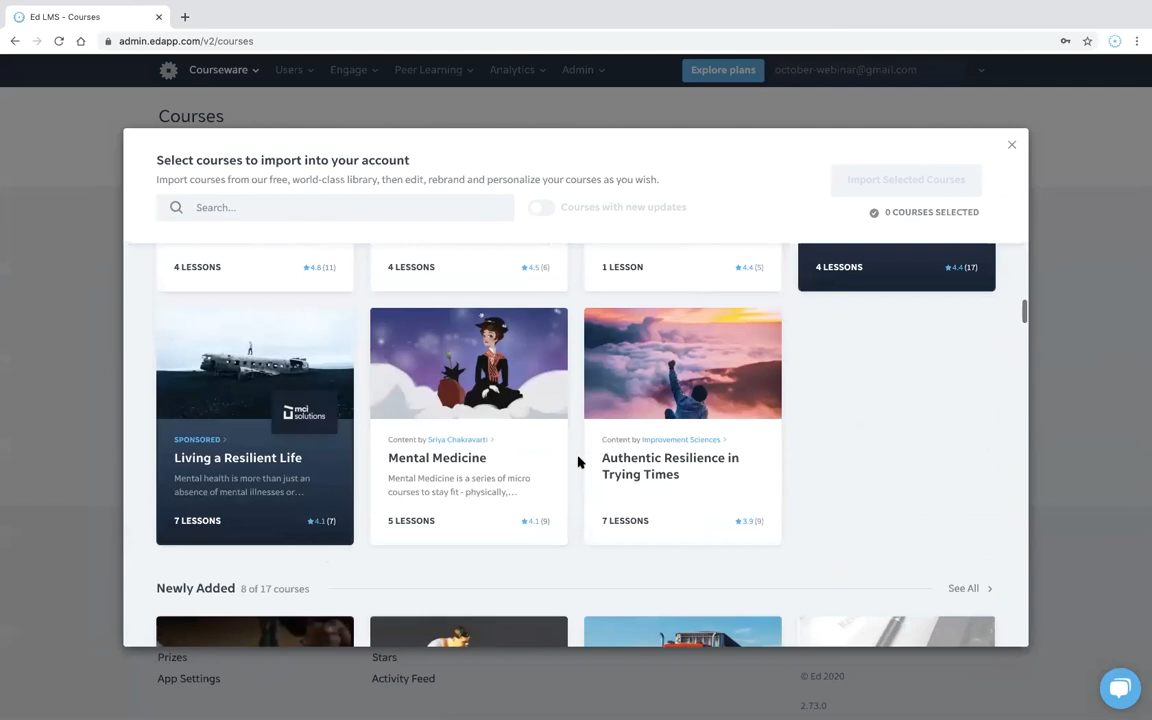 Ed LMS - Courses
admin.edapp.com/v2/courses
Courseware
Users
Engage
Peer Learning
Analytics
Admin
Explore plans
october-webinar@gmail.com
Courses
Select courses to import into your account
Import courses from our free, world-class library, then edit, rebrand and personalize your courses as you wish.
Import Selected Courses
Search...
Courses with new updates
0 COURSES SELECTED
4 LESSONS
4.8 (11)
4 LESSONS
4.5 (6)
1 LESSON
4.4 (5)
4 LESSONS
4.4 (17)
mci
solutions
SPONSORED >
Living a Resilient Life
Mental health is more than just an
absence of mental illnesses or...
7 LESSONS
4.1 (7)
Content by Sriya Chakravarti >
Mental Medicine
Mental Medicine is a series of micro
courses to stay fit - physically,...
5 LESSONS
4.1 (9)
Content by Improvement Sciences >
Authentic Resilience in
Trying Times
7 LESSONS
3.9 (9)
Newly Added 8 of 17 courses
See All >
Prizes
Stars
App Settings
Activity Feed
© Ed 2020
2.73.0